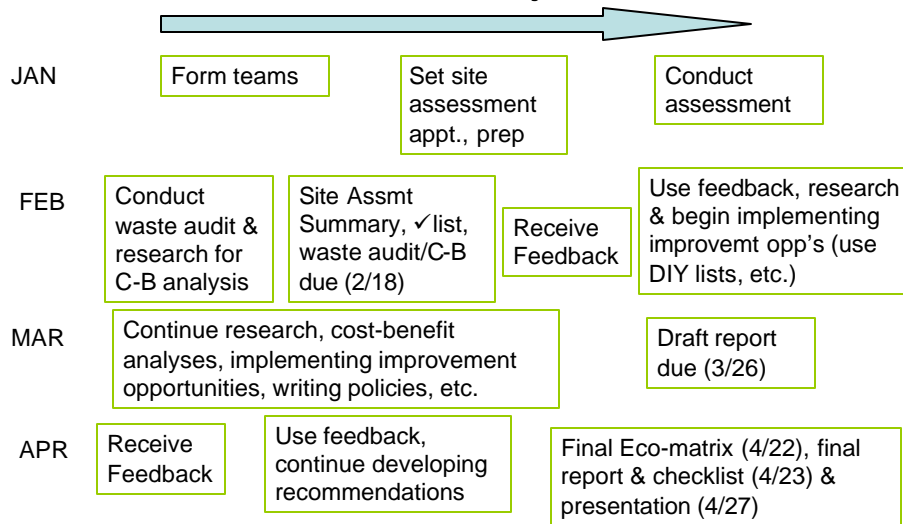 JAN
Form teams
Set site
assessment
appt., prep
Conduct
assessment
FEB
Conduct
waste audit &
research for
C-B analysis
Site Assmt
Summary, ✓list,
waste audit/C-B
due (2/18)
Receive
Feedback
Use feedback, research
& begin implementing
improvemt opp's (use
DIY lists, etc.)
MAR
Continue research, cost-benefit
analyses, implementing improvement
opportunities, writing policies, etc.
Draft report
due (3/26)
APR
Receive
Feedback
Use feedback,
continue developing
recommendations
Final Eco-matrix (4/22), final
report & checklist (4/23) &
presentation (4/27)